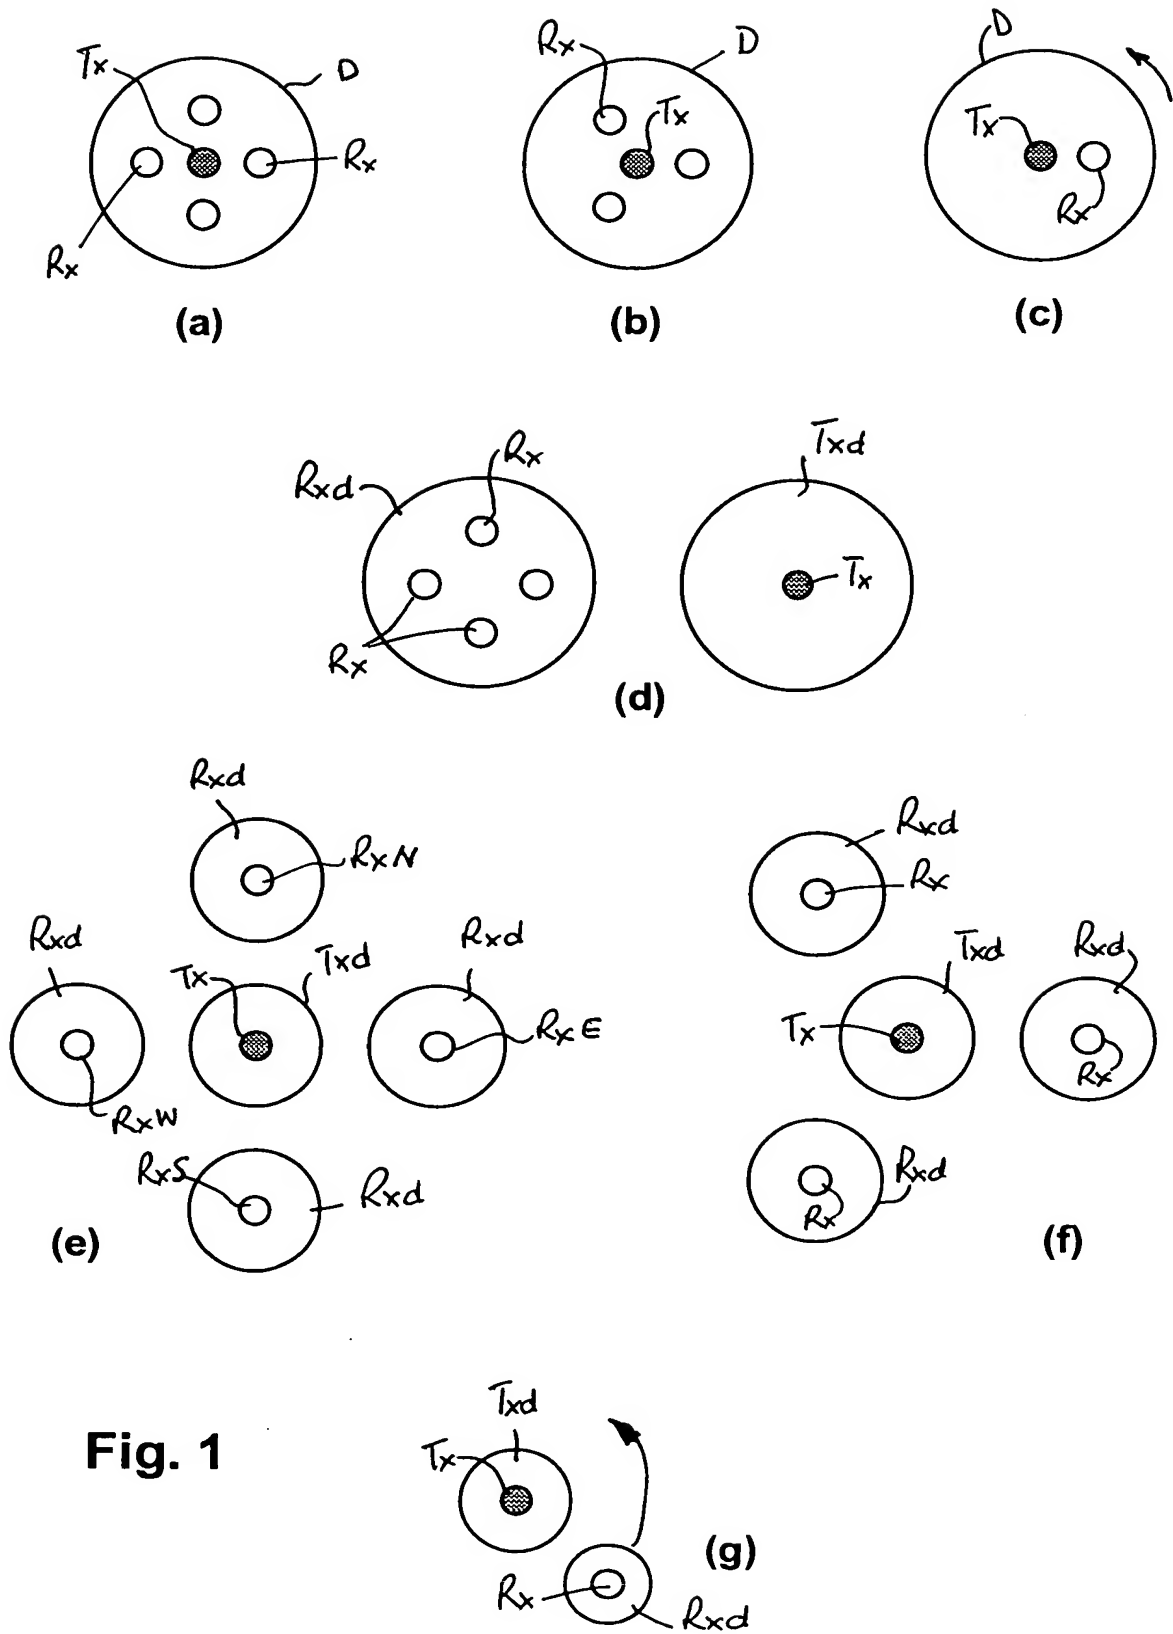 Tx D Rx Rx
(a)
Rx D Tx
(b)
D Tx Rx
(c)
Rxd Rx Rx Txd Tx
(d)
Rxd RxN
Rxd Tx Txd Rxd
RxW RxE
RxS Rxd
(e)
Rxd Rx
Txd Rxd
Tx Rx
Rxd Rx
(f)
Txd
Tx
Rx Rxd
(g)
Fig. 1